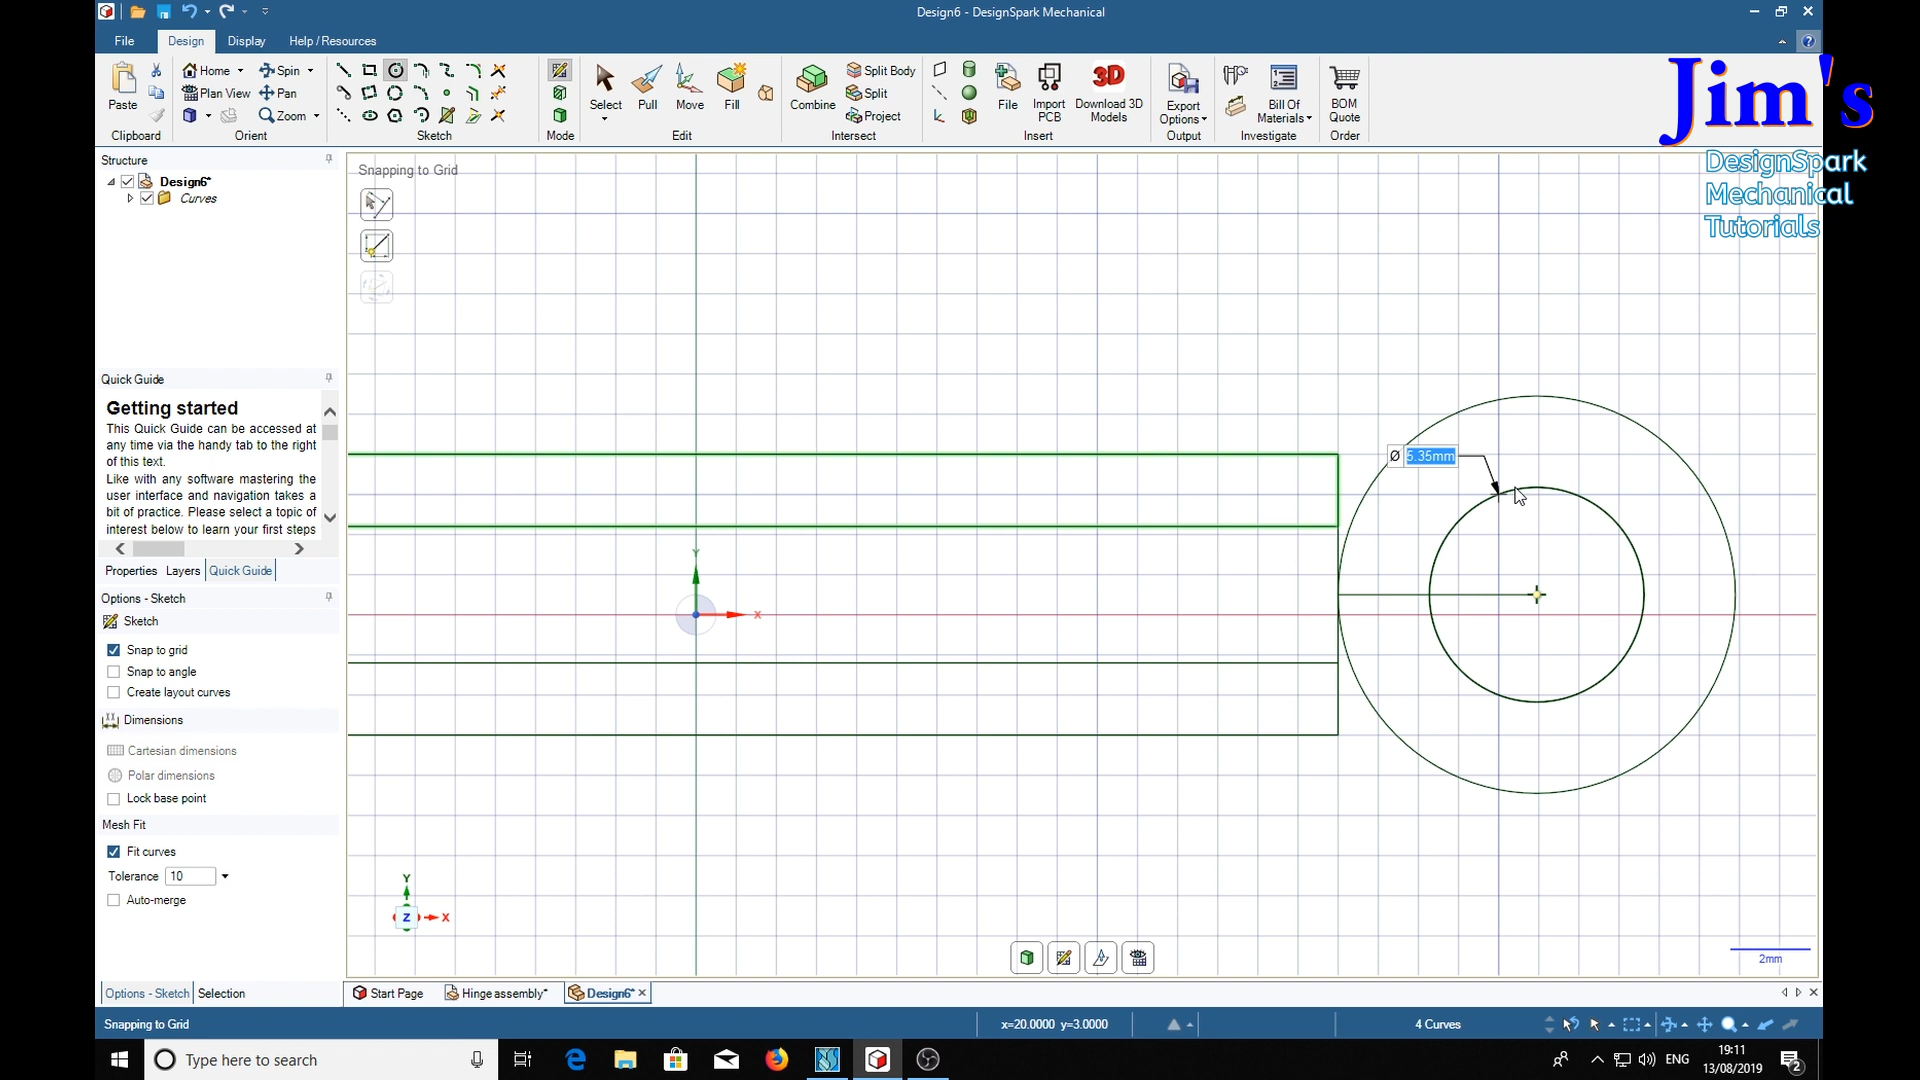 Design6 - DesignSpark Mechanical
File Design Display Help / Resources
Paste Home Spin Plan View Pan Zoom
Select Pull Move Fill Combine Split Body Split Project
File Import PCB Download 3D Models Export Options Bill Of Materials BOM Quote
Clipboard Orient Sketch Mode Edit Intersect Insert Output Investigate Order
Jim's
DesignSpark
Mechanical
Tutorials
Structure
Design6*
Curves
Quick Guide
Getting started
This Quick Guide can be accessed at
any time via the handy tab to the right
of this text.
Like with any software mastering the
user interface and navigation takes a
bit of practice. Please select a topic of
interest below to learn your first steps
Properties Layers Quick Guide
Options - Sketch
Sketch
Snap to grid
Snap to angle
Create layout curves
Dimensions
Cartesian dimensions
Polar dimensions
Lock base point
Mesh Fit
Fit curves
Tolerance 10
Auto-merge
Options - Sketch Selection
Snapping to Grid
Ø 5.35mm
Y
X
Y
Z X
2mm
Start Page Hinge assembly* Design6*
Snapping to Grid x=20.0000 y=3.0000 4 Curves
Type here to search
ENG
19:11
13/08/2019
2
3D